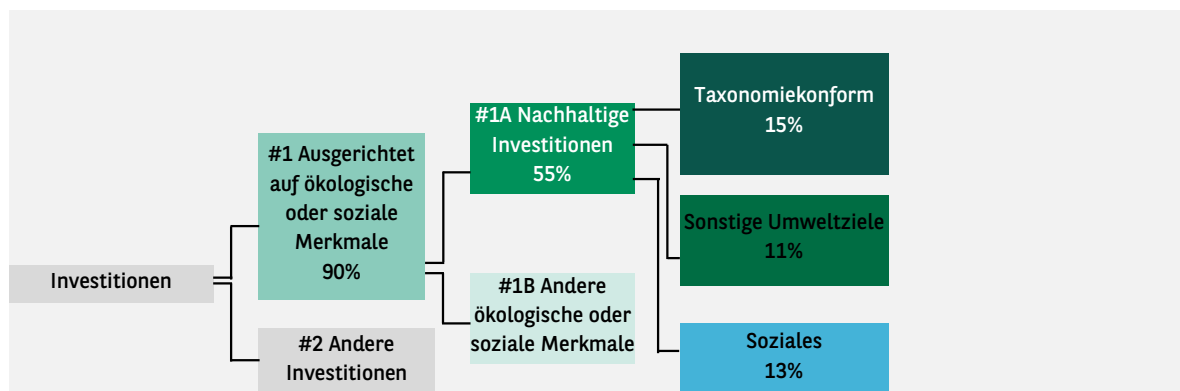 Investitionen
#1 Ausgerichtet
auf ökologische
oder soziale
Merkmale
90%
#2 Andere
Investitionen
#1A Nachhaltige
Investitionen
55%
#1B Andere
ökologische oder
soziale Merkmale
Taxonomiekonform
15%
Sonstige Umweltziele
11%
Soziales
13%